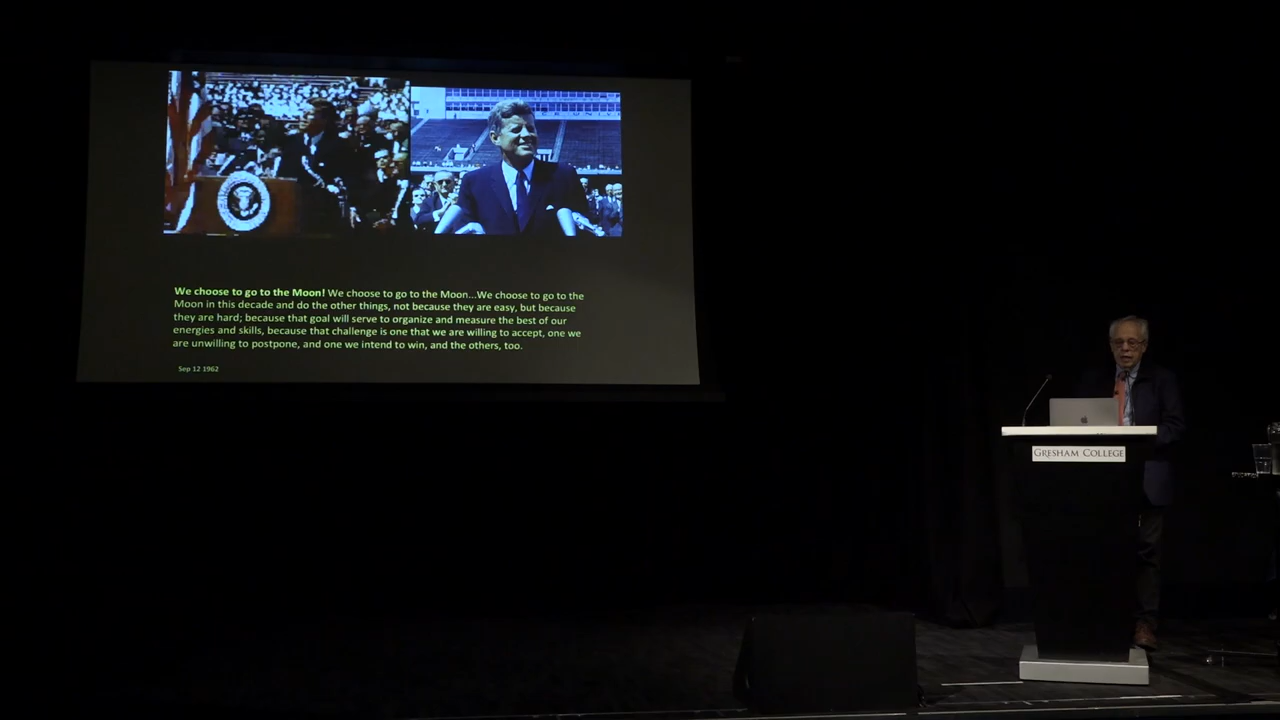 We choose to go to the Moon! We choose to go to the Moon...We choose to go to the
Moon in this decade and do the other things, not because they are easy, but because
they are hard; because that goal will serve to organize and measure the best of our
energies and skills, because that challenge is one that we are willing to accept, one we
are unwilling to postpone, and one we intend to win, and the others, too.
Sep 12 1962
GRESHAM COLLEGE